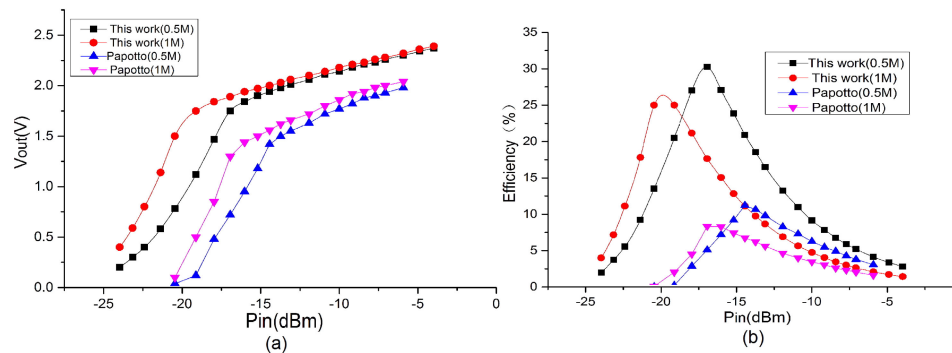 This work(0.5M)
This work(1M)
Papotto(0.5M)
Papotto(1M)
2.5
2.0
1.5
1.0
0.5
0.0
Vout(V)
-25
-20
-15
-10
-5
0
Pin(dBm)
(a)
This work(0.5M)
This work(1M)
Papotto(0.5M)
Papotto(1M)
35
30
25
20
15
10
5
0
Efficiency（%）
-25
-20
-15
-10
-5
0
Pin(dBm)
(b)